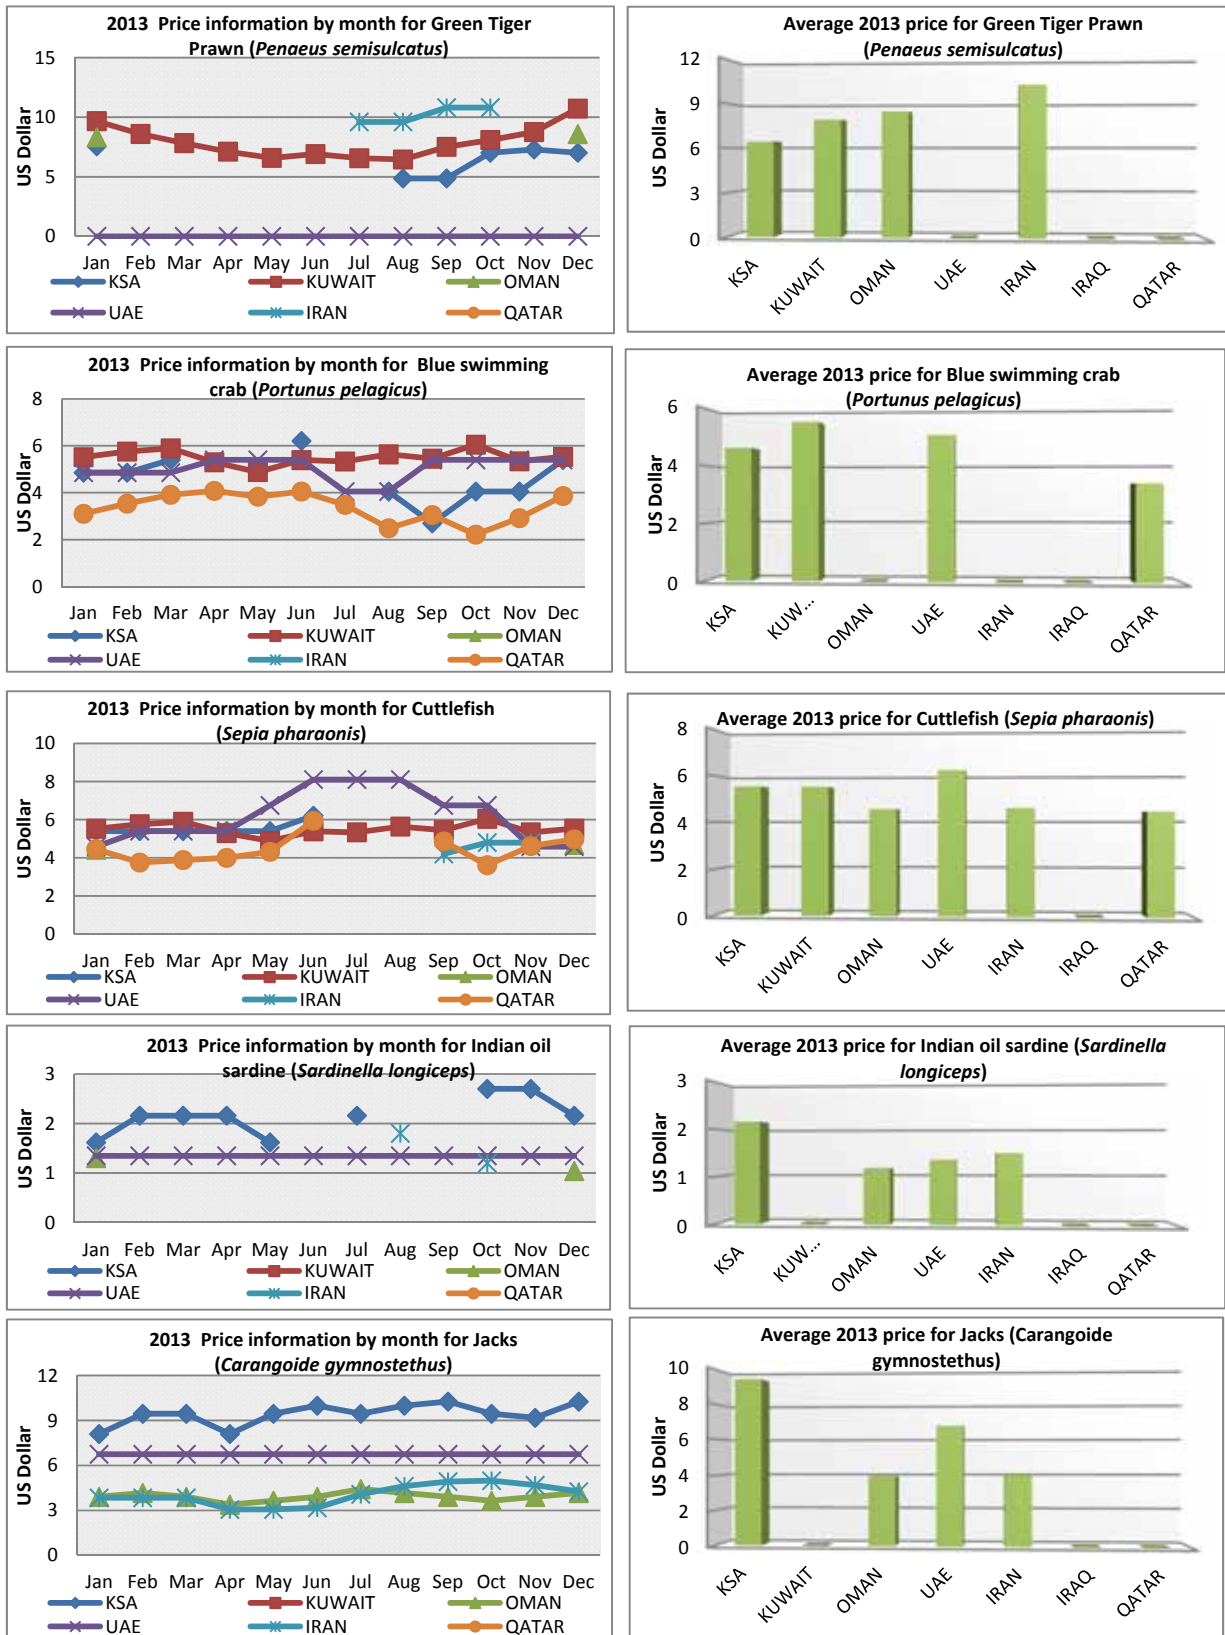 2013 Price information by month for Green Tiger
Prawn (Penaeus semisulcatus)
US Dollar
15
10
5
0
Jan Feb Mar Apr May Jun Jul Aug Sep Oct Nov Dec
KSA KUWAIT OMAN
UAE IRAN QATAR
Average 2013 price for Green Tiger Prawn
(Penaeus semisulcatus)
US Dollar
12
9
6
3
0
KSA KUWAIT OMAN UAE IRAN IRAQ QATAR
2013 Price information by month for Blue swimming
crab (Portunus pelagicus)
US Dollar
8
6
4
2
0
Jan Feb Mar Apr May Jun Jul Aug Sep Oct Nov Dec
KSA KUWAIT OMAN
UAE IRAN QATAR
Average 2013 price for Blue swimming crab
(Portunus pelagicus)
US Dollar
6
4
2
0
KSA KUW... OMAN UAE IRAN IRAQ QATAR
2013 Price information by month for Cuttlefish
(Sepia pharaonis)
US Dollar
10
8
6
4
2
0
Jan Feb Mar Apr May Jun Jul Aug Sep Oct Nov Dec
KSA KUWAIT OMAN
UAE IRAN QATAR
Average 2013 price for Cuttlefish (Sepia pharaonis)
US Dollar
8
6
4
2
0
KSA KUWAIT OMAN UAE IRAN IRAQ QATAR
2013 Price information by month for Indian oil
sardine (Sardinella longiceps)
US Dollar
3
2
1
0
Jan Feb Mar Apr May Jun Jul Aug Sep Oct Nov Dec
KSA KUWAIT OMAN
UAE IRAN QATAR
Average 2013 price for Indian oil sardine (Sardinella
longiceps)
US Dollar
3
2
1
0
KSA KUW... OMAN UAE IRAN IRAQ QATAR
2013 Price information by month for Jacks
(Carangoide gymnostethus)
US Dollar
12
9
6
3
0
Jan Feb Mar Apr May Jun Jul Aug Sep Oct Nov Dec
KSA KUWAIT OMAN
UAE IRAN QATAR
Average 2013 price for Jacks (Carangoide
gymnostethus)
US Dollar
10
8
6
4
2
0
KSA KUWAIT OMAN UAE IRAN IRAQ QATAR